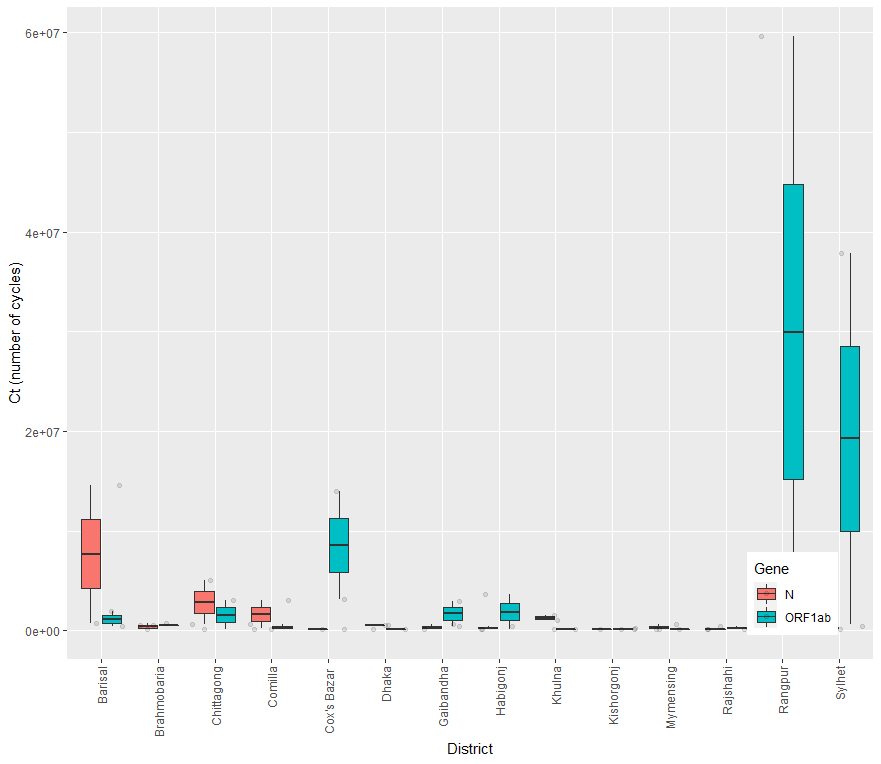 Ct (number of cycles)
6e+07
4e+07
2e+07
0e+00
Gene
N
ORF1ab
Barisal
Brahmobaria
Chittagong
Comilla
Cox's Bazar
Dhaka
Gaibandha
Habigonj
Khulna
Kishorgonj
Mymensing
Rajshahi
Rangpur
Sylhet
District